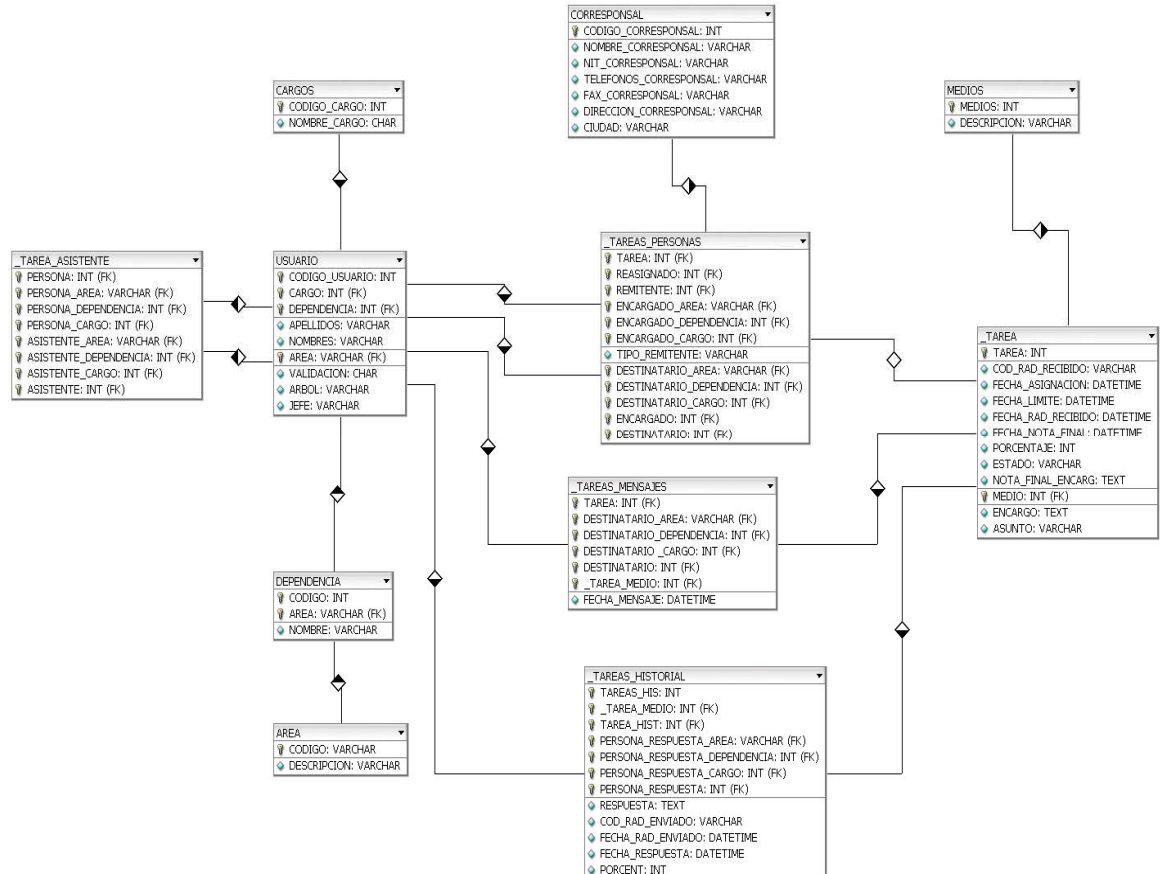 CORRESPONSAL
CODIGO_CORRESPONSAL: INT
NOMBRE_CORRESPONSAL: VARCHAR
NIT_CORRESPONSAL: VARCHAR
TELEFONOS_CORRESPONSAL: VARCHAR
FAX_CORRESPONSAL: VARCHAR
DIRECCION_CORRESPONSAL: VARCHAR
CIUDAD: VARCHAR
CARGOS
CODIGO_CARGO: INT
NOMBRE_CARGO: CHAR
MEDIOS
MEDIOS: INT
DESCRIPCION: VARCHAR
_TAREA_ASISTENTE
PERSONA: INT (FK)
PERSONA_AREA: VARCHAR (FK)
PERSONA_DEPENDENCIA: INT (FK)
PERSONA_CARGO: INT (FK)
ASISTENTE_AREA: VARCHAR (FK)
ASISTENTE_DEPENDENCIA: INT (FK)
ASISTENTE_CARGO: INT (FK)
ASISTENTE: INT (FK)
USUARIO
CODIGO_USUARIO: INT
CARGO: INT (FK)
DEPENDENCIA: INT (FK)
APELLIDOS: VARCHAR
NOMBRES: VARCHAR
AREA: VARCHAR (FK)
VALIDACION: CHAR
ARBOL: VARCHAR
JEFE: VARCHAR
_TAREAS_PERSONAS
TAREA: INT (FK)
REASIGNADO: INT (FK)
REMITENTE: INT (FK)
ENCARGADO_AREA: VARCHAR (FK)
ENCARGADO_DEPENDENCIA: INT (FK)
ENCARGADO_CARGO: INT (FK)
TIPO_REMITENTE: VARCHAR
DESTINATARIO_AREA: VARCHAR (FK)
DESTINATARIO_DEPENDENCIA: INT (FK)
DESTINATARIO_CARGO: INT (FK)
ENCARGADO: INT (FK)
DESTINATARIO: INT (FK)
_TAREA
TAREA: INT
COD_RAD_RECIBIDO: VARCHAR
FECHA_ASIGNACION: DATETIME
FECHA_LIMITE: DATETIME
FECHA_RAD_RECIBIDO: DATETIME
FECHA_NOTA_FINAL: DATETIME
PORCENTAJE: INT
ESTADO: VARCHAR
NOTA_FINAL_ENCARG: TEXT
MEDIO: INT (FK)
ENCARGO: TEXT
ASUNTO: VARCHAR
_TAREAS_MENSAJES
TAREA: INT (FK)
DESTINATARIO_AREA: VARCHAR (FK)
DESTINATARIO_DEPENDENCIA: INT (FK)
DESTINATARIO _CARGO: INT (FK)
DESTINATARIO: INT (FK)
_TAREA_MEDIO: INT (FK)
FECHA_MENSAJE: DATETIME
DEPENDENCIA
CODIGO: INT
AREA: VARCHAR (FK)
NOMBRE: VARCHAR
AREA
CODIGO: VARCHAR
DESCRIPCION: VARCHAR
_TAREAS_HISTORIAL
TAREAS_HIS: INT
_TAREA_MEDIO: INT (FK)
TAREA_HIST: INT (FK)
PERSONA_RESPUESTA_AREA: VARCHAR (FK)
PERSONA_RESPUESTA_DEPENDENCIA: INT (FK)
PERSONA_RESPUESTA_CARGO: INT (FK)
PERSONA_RESPUESTA: INT (FK)
RESPUESTA: TEXT
COD_RAD_ENVIADO: VARCHAR
FECHA_RAD_ENVIADO: DATETIME
FECHA_RESPUESTA: DATETIME
PORCENT: INT